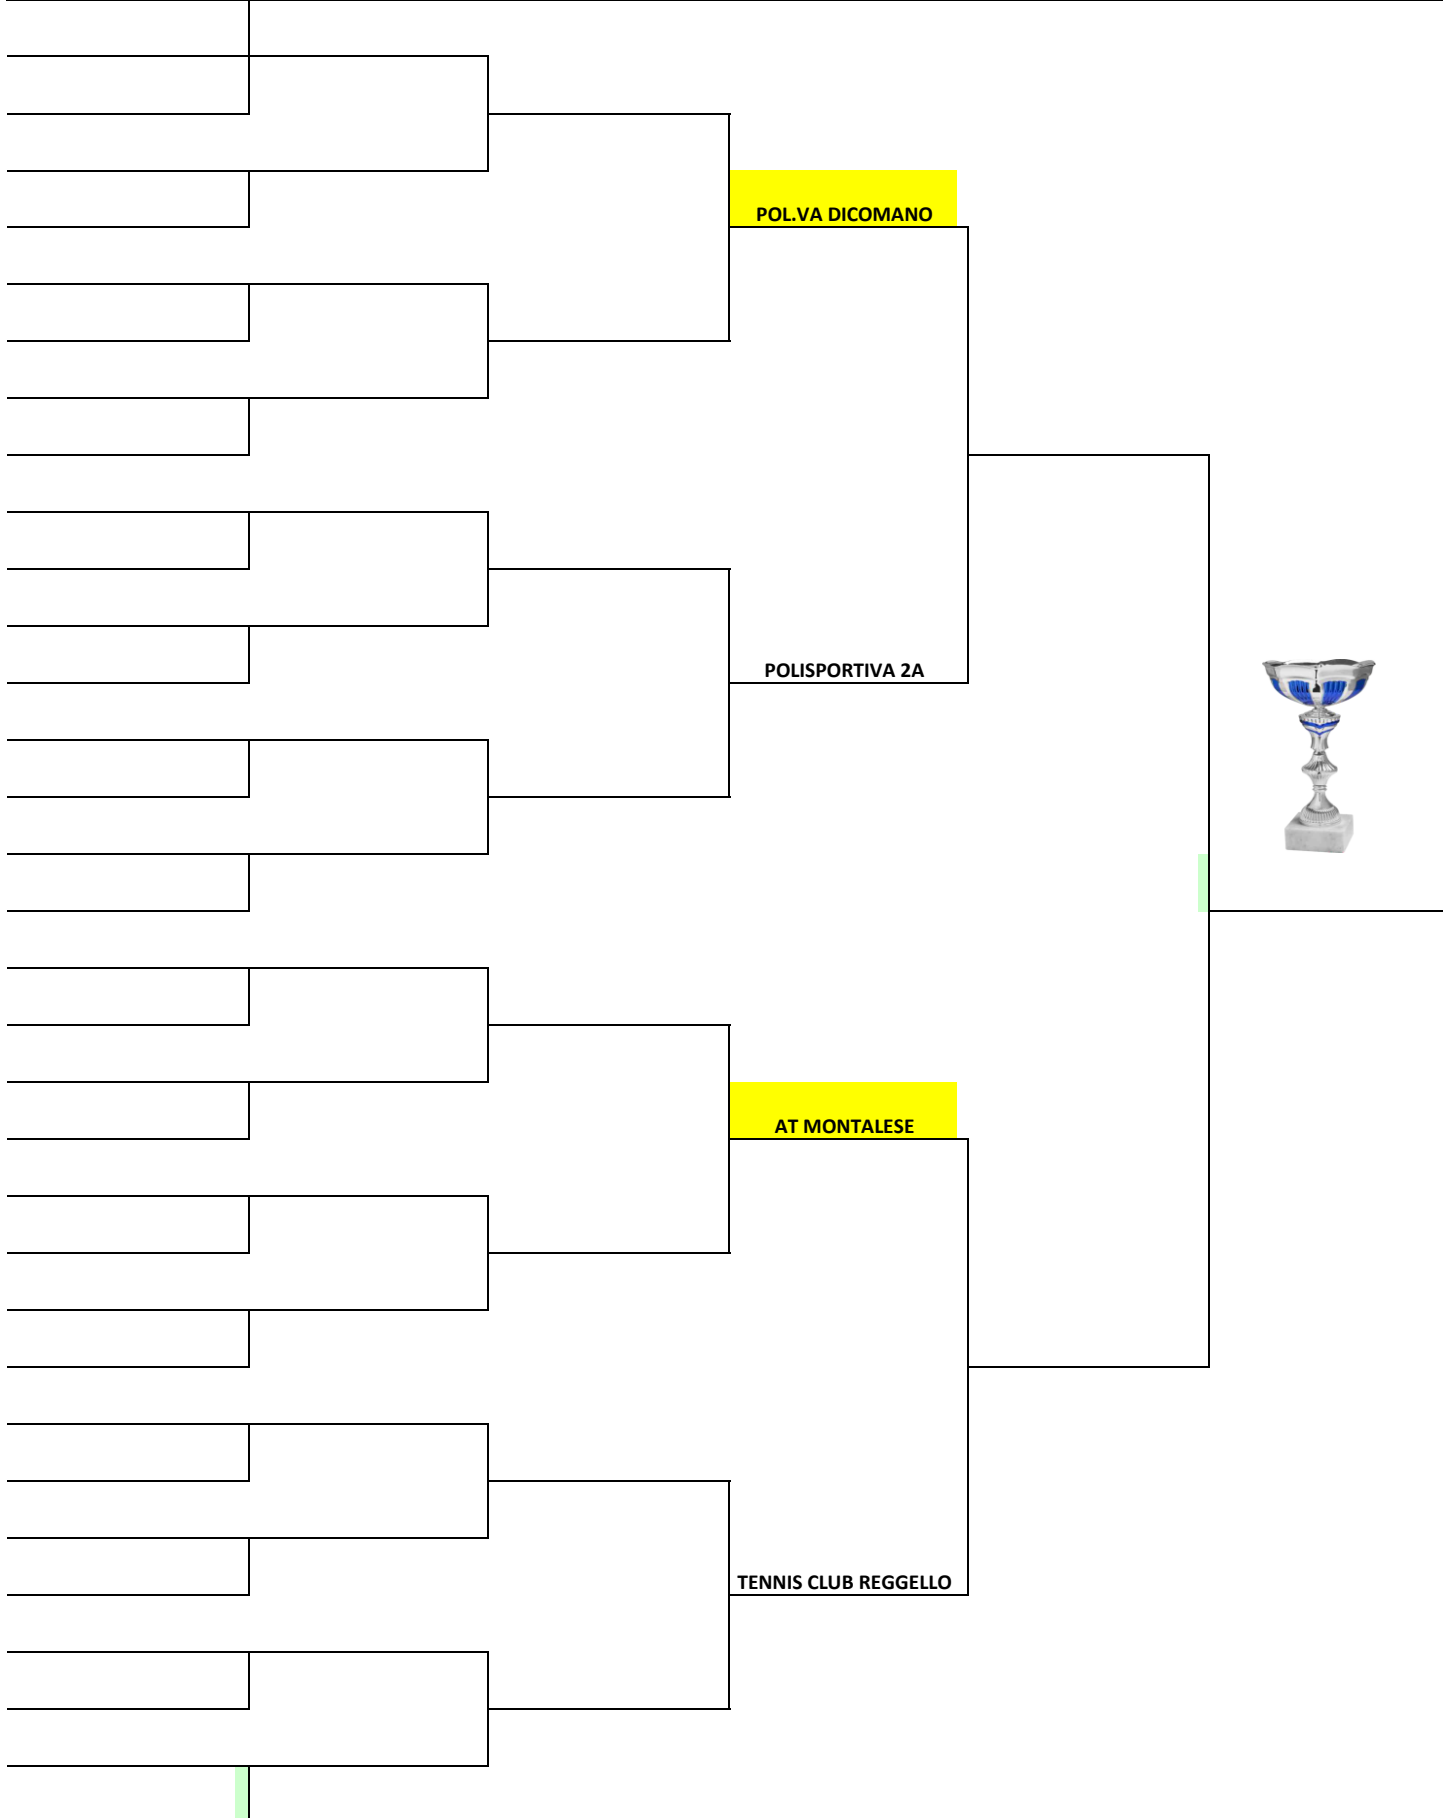 POL.VA DICOMANO
POLISPORTIVA 2A
AT MONTALESE
TENNIS CLUB REGGELLO